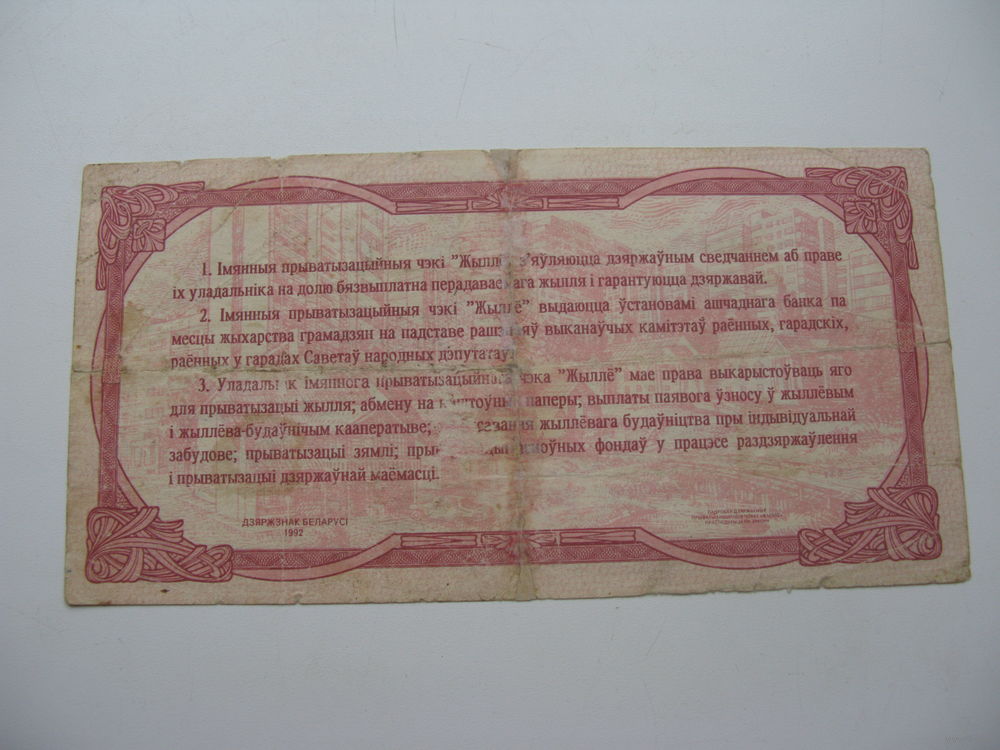 1. Імянныя прыватызацыйныя чэкі "Жыллё" з'яўляюцца дзяржаўным сведчаннем аб праве
іх уладальніка на долю бязвыплатна перадаваемага жылля і гарантуюцца дзяржавай.
2. Імянныя прыватызацыйныя чэкі "Жыллё" выдаюцца ўстановамі ашчаднага банка па
месцы жыхарства грамадзян на падставе рашэнняў выканаўчых камітэтаў раённых, гарадскіх,
раённых у гарадах Саветаў народных дэпутатаў
3. Уладальнік імяннога прыватызацыйнага чэка "Жыллё" мае права выкарыстоўваць яго
для прыватызацыі жылля; абмену на каштоўныя паперы; выплаты паявога ўзносу ў жыллёвым
і жыллёва-будаўнічым кааператыве; жыллёвага будаўніцтва пры індывідуальнай
забудове; прыватызацыі зямлі; фондаў у працэсе раздзяржаўлення
і прыватызацыі дзяржаўнай маёмасці.
ДЗЯРЖЗНАК БЕЛАРУСІ
1992